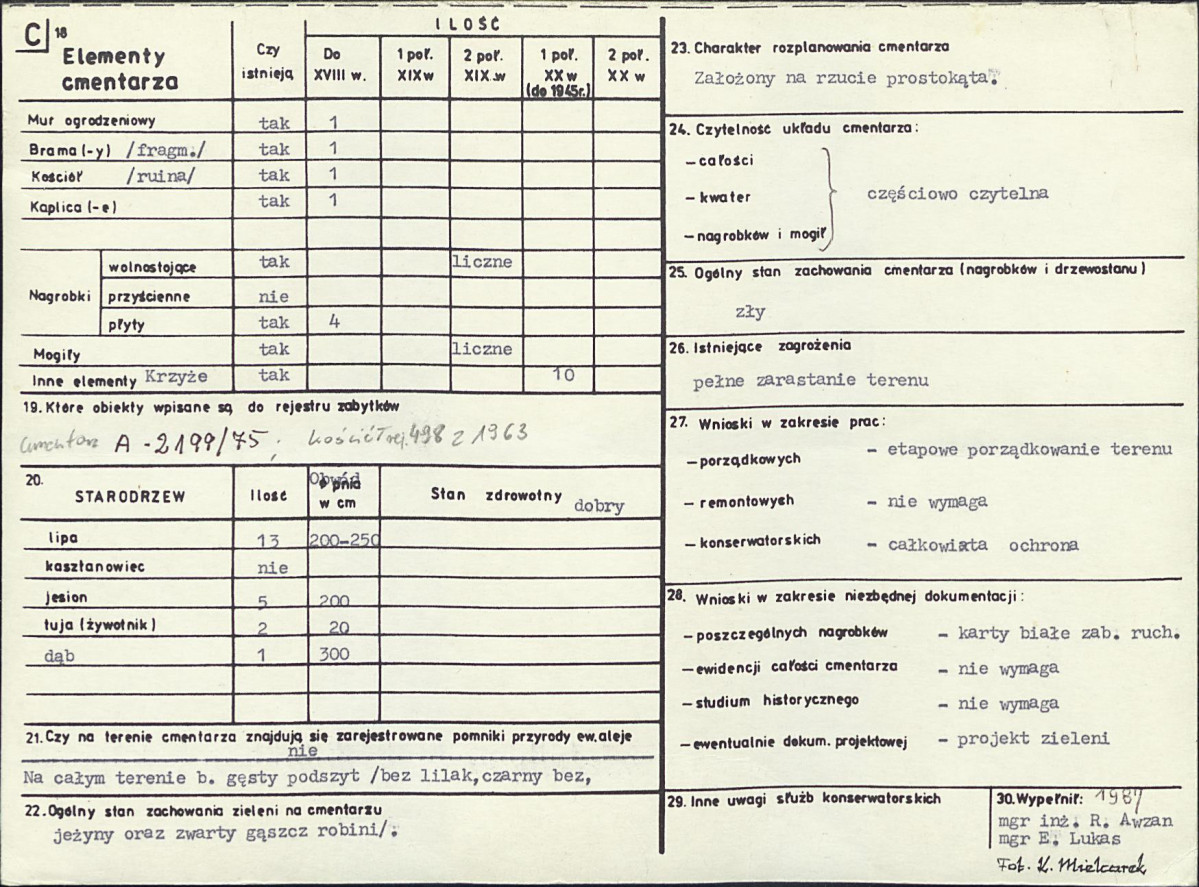 C 18
Elementy cmentarza
Czy istnieją
ILOŚĆ
Do XVIII w.
1 poł. XIX w
2 poł. XIX w
1 poł. XX w (do 1945r.)
2 poł. XX w
Mur ogrodzeniowy tak 1
Brama (-y) /fragm./ tak 1
Kościół /ruina/ tak 1
Kaplica (-e) tak 1
Nagrobki
wolnostojące tak liczne
przyścienne nie
płyty tak 4
Mogiły tak liczne
Inne elementy Krzyże tak 10
19. Które obiekty wpisane są do rejestru zabytków
cmentarz A - 2199/75 ; kościół rej. 498 z 1963
20.
STARODRZEW
Ilość
Obwód
pnia
w cm
Stan zdrowotny dobry
lipa 13 200-250
kasztanowiec nie
jesion 5 200
tuja (żywotnik) 2 20
dąb 1 300
21. Czy na terenie cmentarza znajdują się zarejestrowane pomniki przyrody ew. aleje
nie
Na całym terenie b. gęsty podszyt /bez lilak, czarny bez,
22. Ogólny stan zachowania zieleni na cmentarzu
jeżyny oraz zwarty gąszcz robini/.
23. Charakter rozplanowania cmentarza
Założony na rzucie prostokąta.
24. Czytelność układu cmentarza:
– całości
– kwater
– nagrobków i mogił
częściowo czytelna
25. Ogólny stan zachowania cmentarza (nagrobków i drzewostanu)
zły
26. Istniejące zagrożenia
pełne zarastanie terenu
27. Wnioski w zakresie prac:
– porządkowych - etapowe porządkowanie terenu
– remontowych - nie wymaga
– konserwatorskich - całkowita ochrona
28. Wnioski w zakresie niezbędnej dokumentacji:
– poszczególnych nagrobków - karty białe zab. ruch.
– ewidencji całości cmentarza - nie wymaga
– studium historycznego - nie wymaga
– ewentualnie dokum. projektowej - projekt zieleni
29. Inne uwagi służb konserwatorskich
30. Wypełnił: 1987
mgr inż. R. Awzan
mgr E. Lukas
Fot. K. Mielcarek